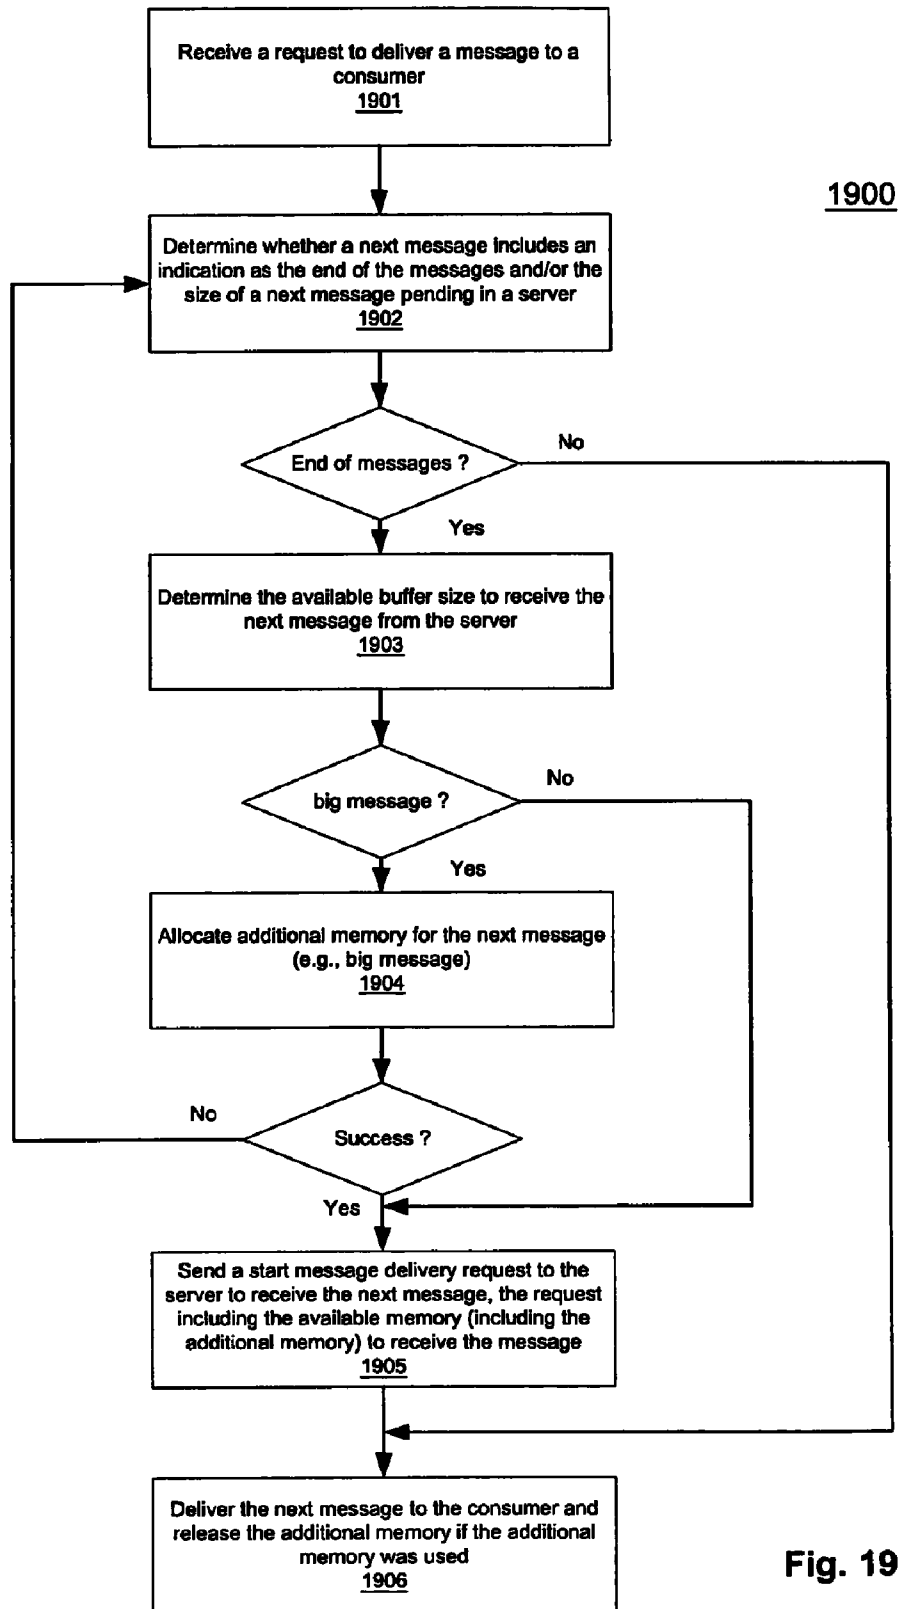 Receive a request to deliver a message to a
consumer
1901
1900
Determine whether a next message includes an
indication as the end of the messages and/or the
size of a next message pending in a server
1902
End of messages ?
No
Yes
Determine the available buffer size to receive the
next message from the server
1903
big message ?
No
Yes
Allocate additional memory for the next message
(e.g., big message)
1904
Success ?
No
Yes
Send a start message delivery request to the
server to receive the next message, the request
including the available memory (including the
additional memory) to receive the message
1905
Deliver the next message to the consumer and
release the additional memory if the additional
memory was used
1906
Fig. 19